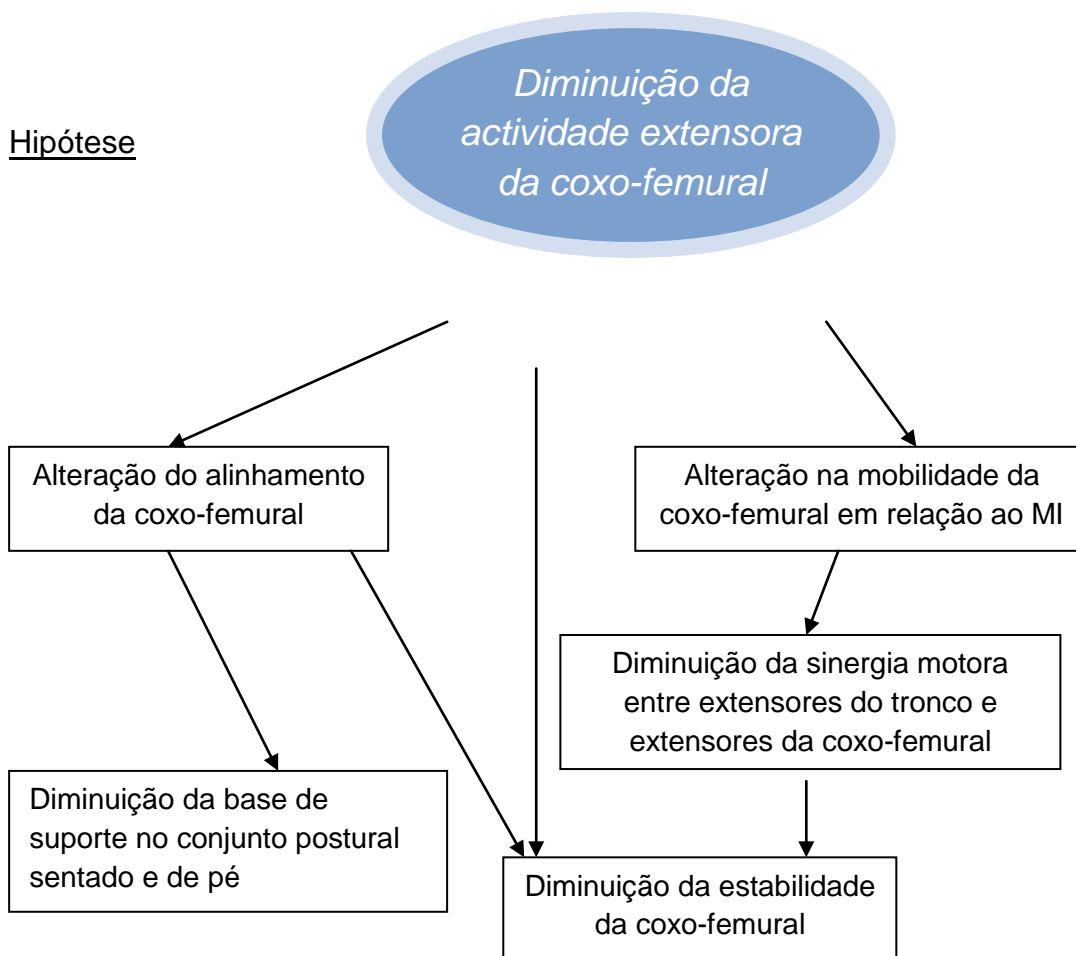 Hipótese
Diminuição da
actividade extensora
da coxo-femural
Alteração do alinhamento
da coxo-femural
Alteração na mobilidade da
coxo-femural em relação ao MI
Diminuição da sinergia motora
entre extensores do tronco e
extensores da coxo-femural
Diminuição da base de
suporte no conjunto postural
sentado e de pé
Diminuição da estabilidade
da coxo-femural